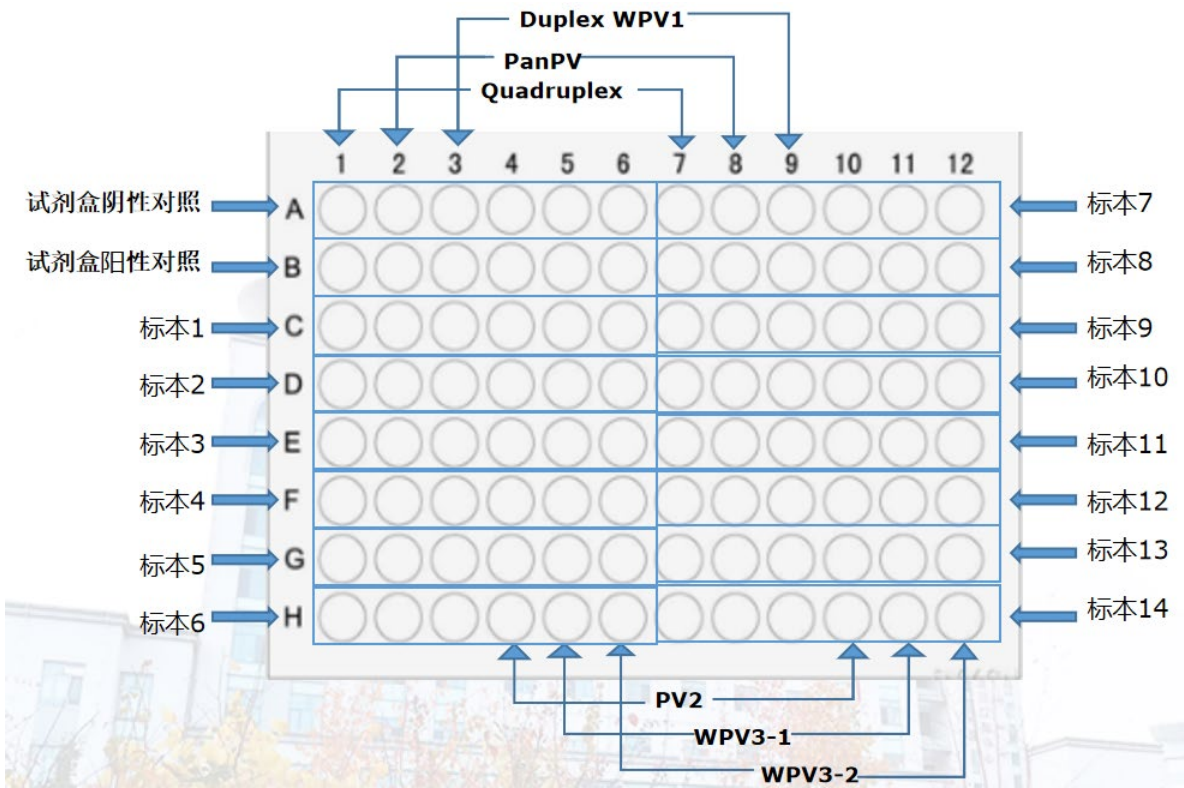 Duplex WPV1
PanPV
Quadruplex
1 2 3 4 5 6 7 8 9 10 11 12
试剂盒阴性对照 A 标本7
试剂盒阳性对照 B 标本8
标本1 C 标本9
标本2 D 标本10
标本3 E 标本11
标本4 F 标本12
标本5 G 标本13
标本6 H 标本14
PV2
WPV3-1
WPV3-2